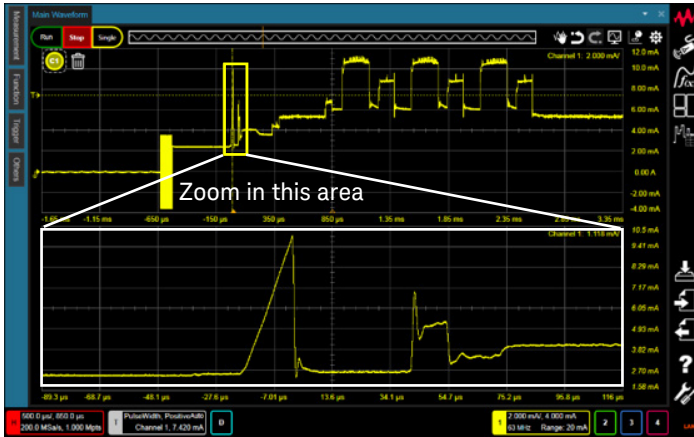 Main Waveform
Measurement
Function
Trigger
Others
Run Stop Single
C1
Channel 1: 2.000 mA/
12.0 mA
10.0 mA
8.00 mA
6.00 mA
4.00 mA
2.00 mA
0.00 A
-2.00 mA
-4.00 mA
T
Zoom in this area
-1.65 ms -1.15 ms -650 µs -150 µs 350 µs 850 µs 1.35 ms 1.85 ms 2.35 ms 3.35 ms
Channel 1: 1.118 mA/
10.5 mA
9.41 mA
8.29 mA
7.17 mA
6.05 mA
4.93 mA
3.82 mA
2.70 mA
1.58 mA
-89.3 µs -68.7 µs -48.1 µs -27.6 µs -7.01 µs 13.6 µs 34.1 µs 54.7 µs 75.2 µs 95.8 µs 116 µs
f(x)
?
H 500.0 µs/, 850.0 µs
200.0 MSa/s, 1.000 Mpts
T PulseWidth, PositiveAuto
Channel 1, 7.420 mA
D
1 2.000 mA/, 4.000 mA
63 MHz Range: 20 mA
2 3 4
LAN